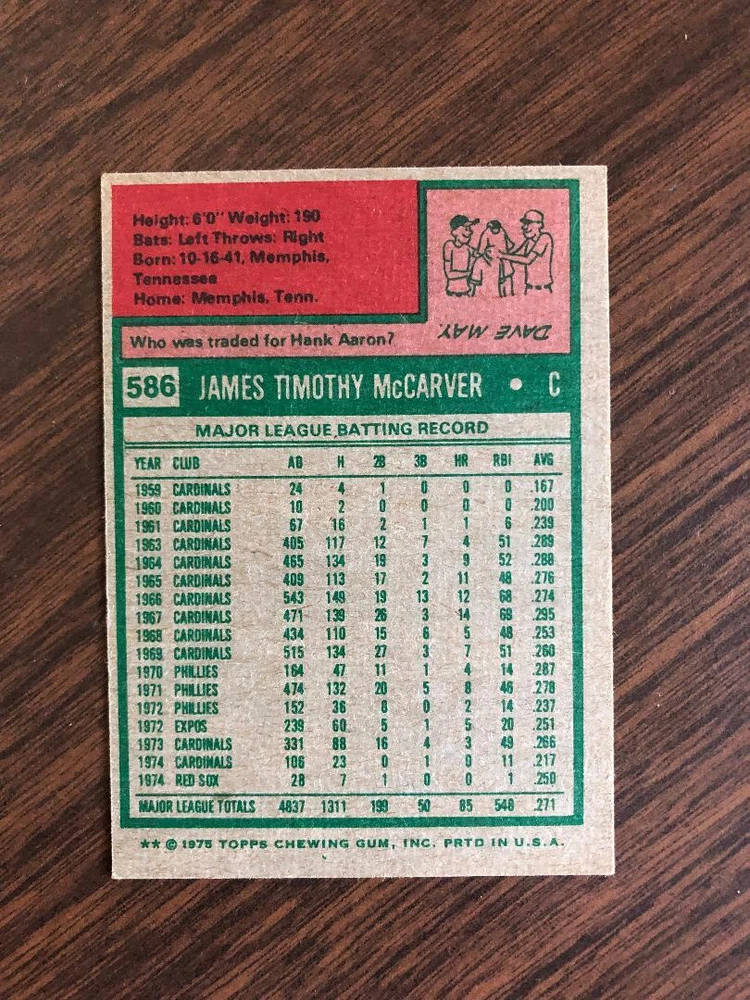 Height: 6'0" Weight: 190
Bats: Left Throws: Right
Born: 10-16-41, Memphis,
Tennessee
Home: Memphis, Tenn.
Who was traded for Hank Aaron?
DAVE MAY.
586 JAMES TIMOTHY McCARVER • C
MAJOR LEAGUE BATTING RECORD
YEAR CLUB AB H 2B 3B HR RBI AVG
1959 CARDINALS 24 4 1 0 0 0 .167
1960 CARDINALS 10 2 0 0 0 0 .200
1961 CARDINALS 67 16 2 1 1 6 .239
1963 CARDINALS 405 117 12 7 4 51 .289
1964 CARDINALS 465 134 19 3 9 52 .288
1965 CARDINALS 409 113 17 2 11 48 .276
1966 CARDINALS 543 149 19 13 12 68 .274
1967 CARDINALS 471 139 26 3 14 69 .295
1968 CARDINALS 434 110 15 6 5 48 .253
1969 CARDINALS 515 134 27 3 7 51 .260
1970 PHILLIES 164 47 11 1 4 14 .287
1971 PHILLIES 474 132 20 5 8 46 .278
1972 PHILLIES 152 36 8 0 2 14 .237
1972 EXPOS 239 60 5 1 5 20 .251
1973 CARDINALS 331 88 16 4 3 49 .266
1974 CARDINALS 106 23 0 1 0 11 .217
1974 RED SOX 28 7 1 0 0 1 .250
MAJOR LEAGUE TOTALS 4837 1311 199 50 85 548 .271
** © 1975 TOPPS CHEWING GUM, INC. PRTD IN U.S.A.